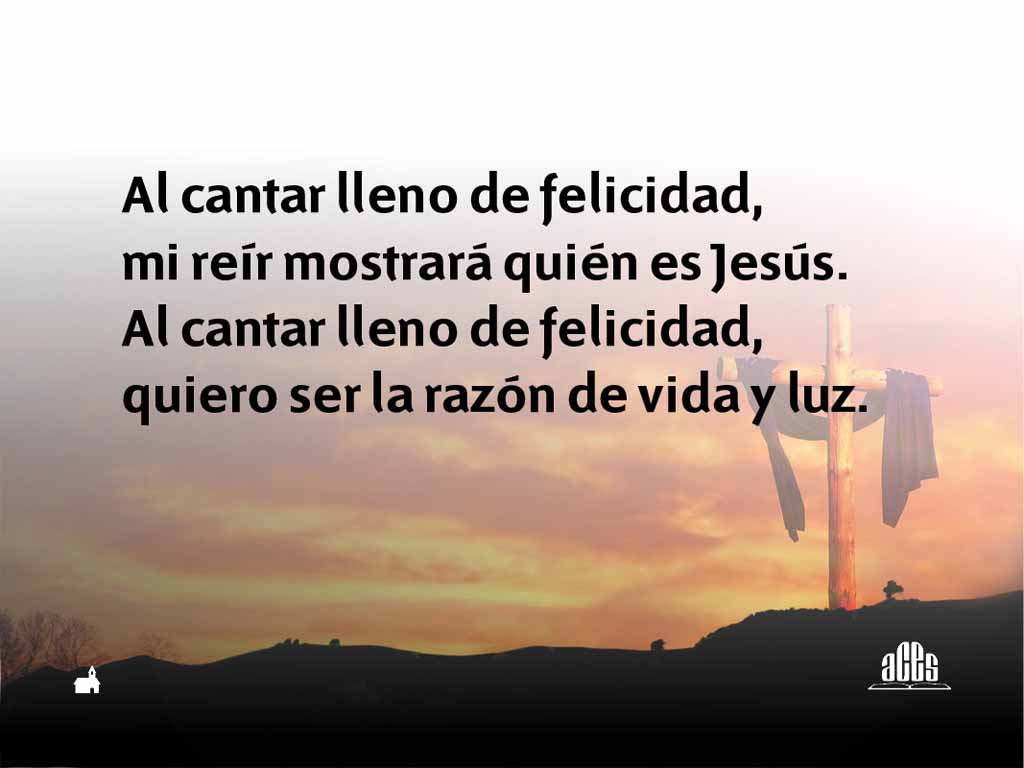 Al cantar lleno de felicidad,
mi reír mostrará quién es Jesús.
Al cantar lleno de felicidad,
quiero ser la razón de vida y luz.
aces